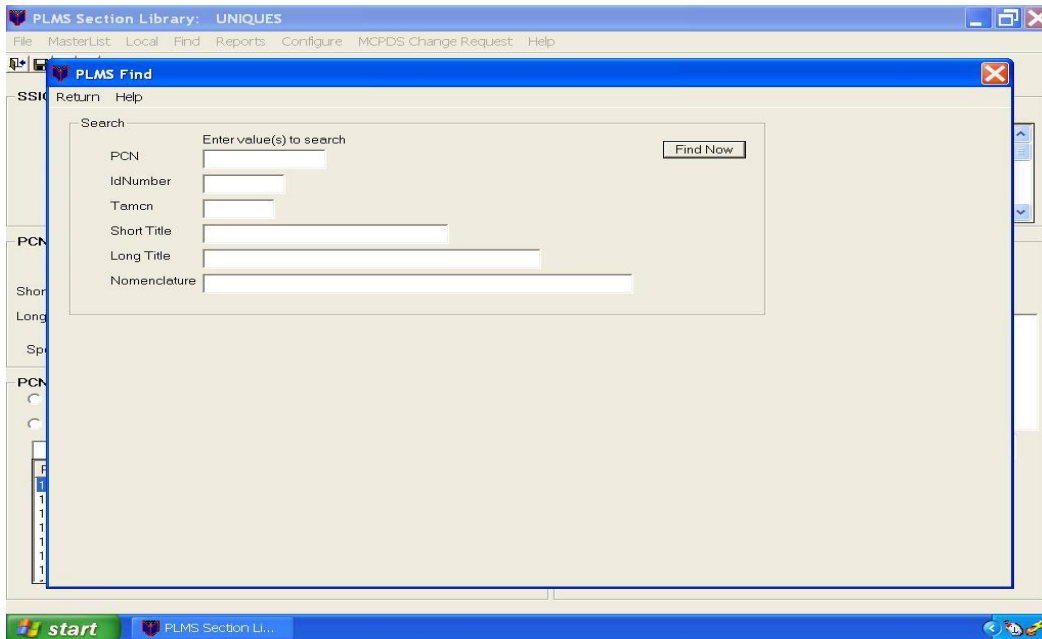 PLMS Section Library: UNIQUES
File MasterList Local Find Reports Configure MCPDS Change Request Help
PLMS Find
SSIC
Return Help
Search
Enter value(s) to search
PCN
Find Now
IdNumber
Tamcn
Short Title
Long Title
Nomenclature
PCN
Shor
Long
Spe
PCN
start
PLMS Section Li...